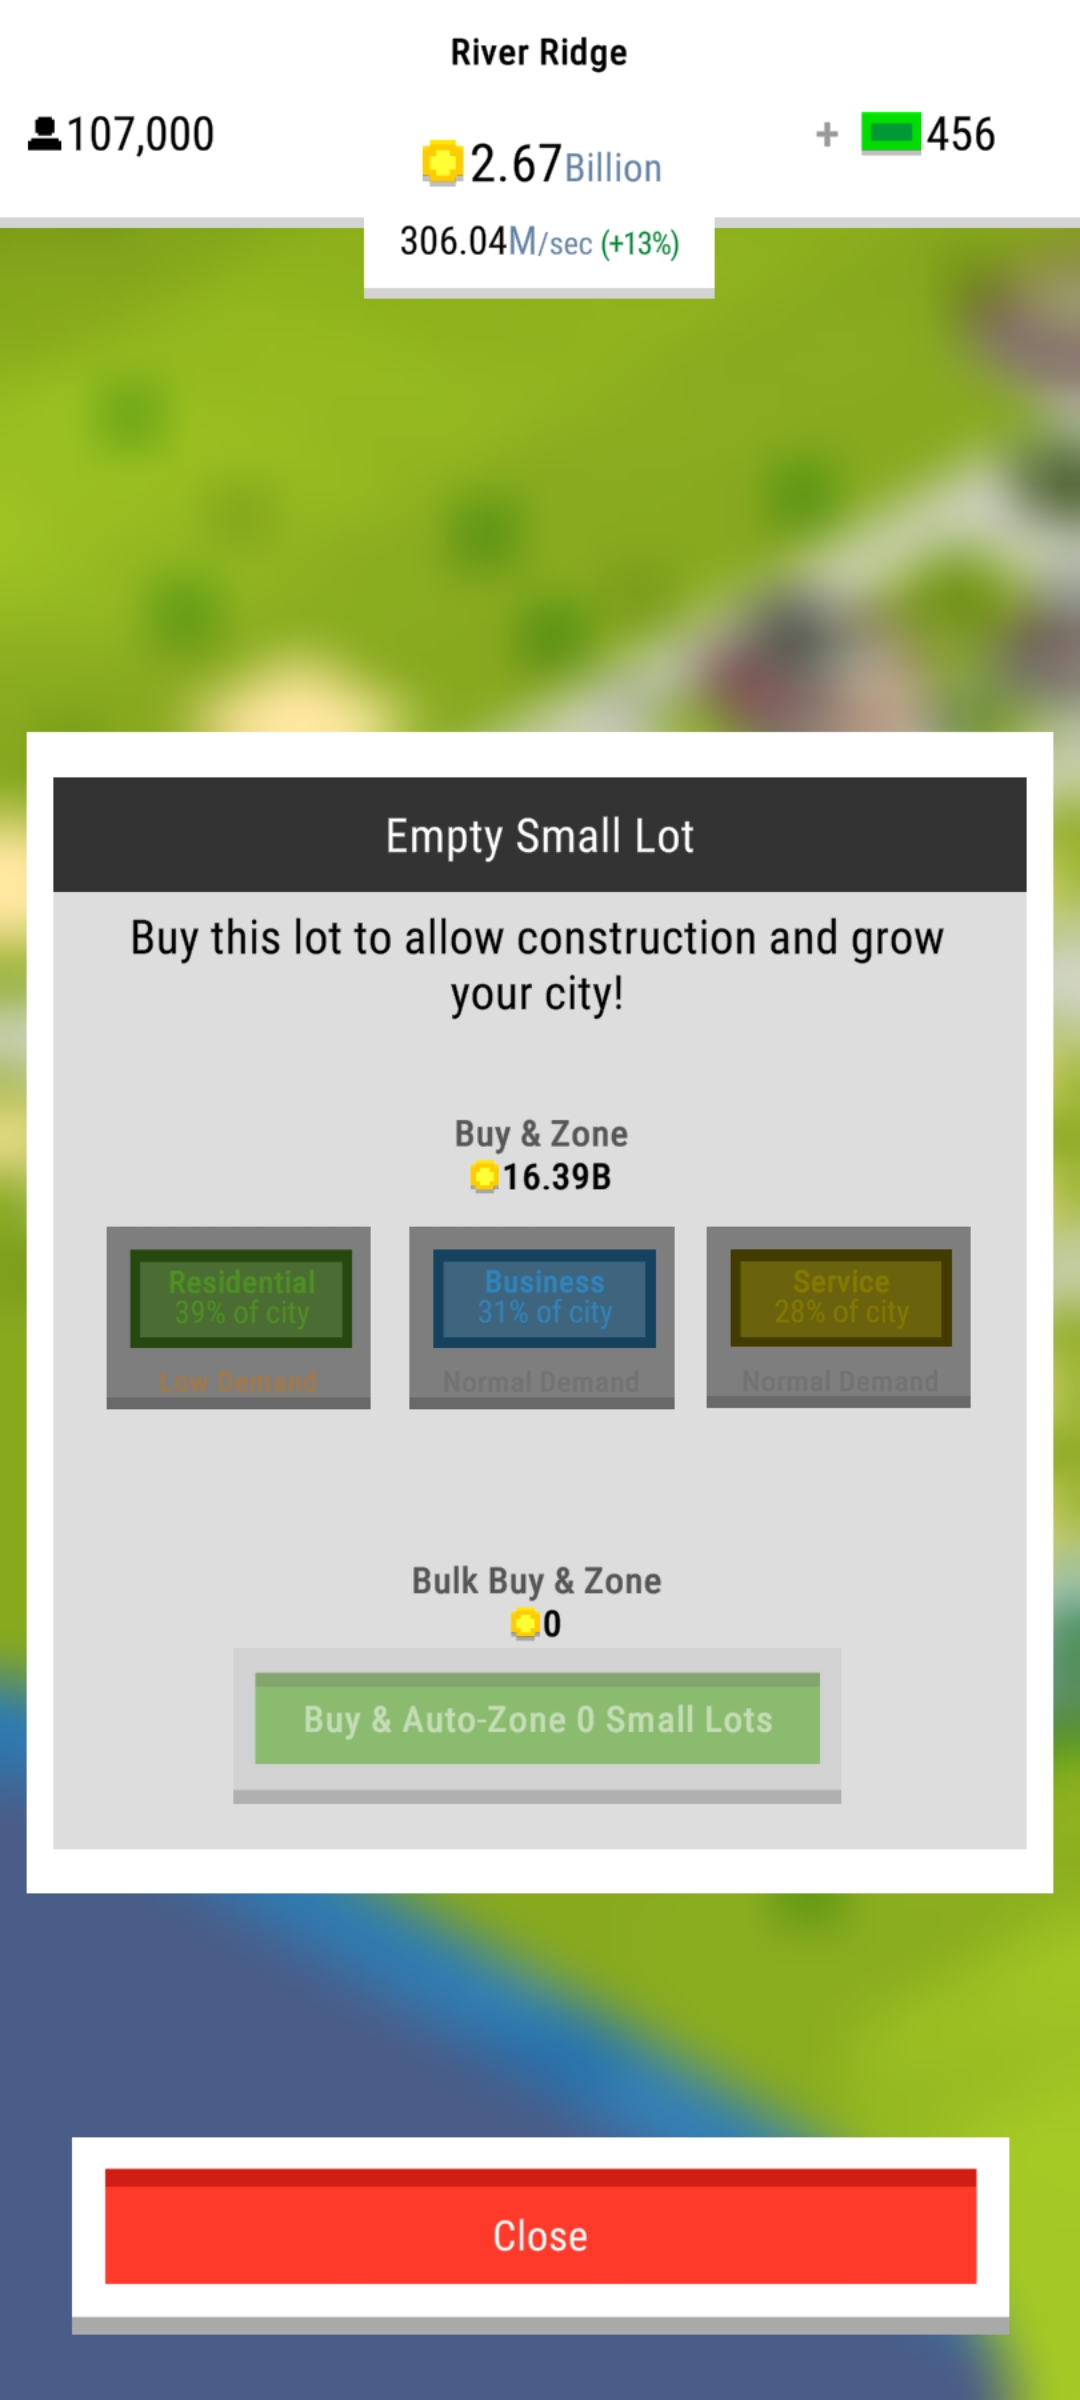 River Ridge
107,000
2.67Billion
+ 456
306.04M/sec (+13%)
Empty Small Lot
Buy this lot to allow construction and grow
your city!
Buy & Zone
16.39B
Residential
39% of city
Low Demand
Business
31% of city
Normal Demand
Service
28% of city
Normal Demand
Bulk Buy & Zone
0
Buy & Auto-Zone 0 Small Lots
Close